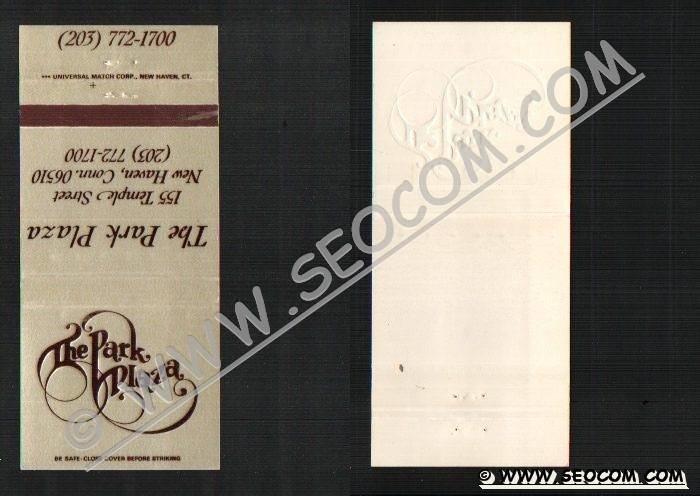 (203) 772-1700
*** UNIVERSAL MATCH CORP., NEW HAVEN, CT.
The Park Plaza
155 Temple Street
New Haven, Conn. 06510
(203) 772-1700
The Park
Plaza
BE SAFE-CLOSE COVER BEFORE STRIKING
© WWW.SEOCOM.COM
© WWW.SEOCOM.COM